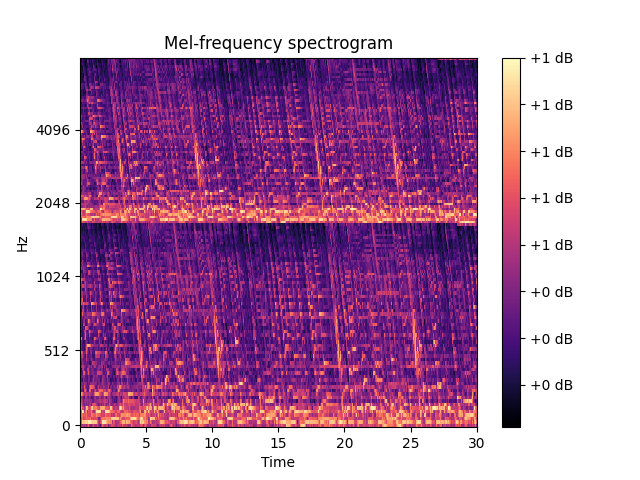 Mel-frequency spectrogram
+1 dB
+1 dB
4096
+1 dB
2048
+1 dB
Hz
+1 dB
1024
+0 dB
512
+0 dB
+0 dB
0
0 5 10 15 20 25 30
Time